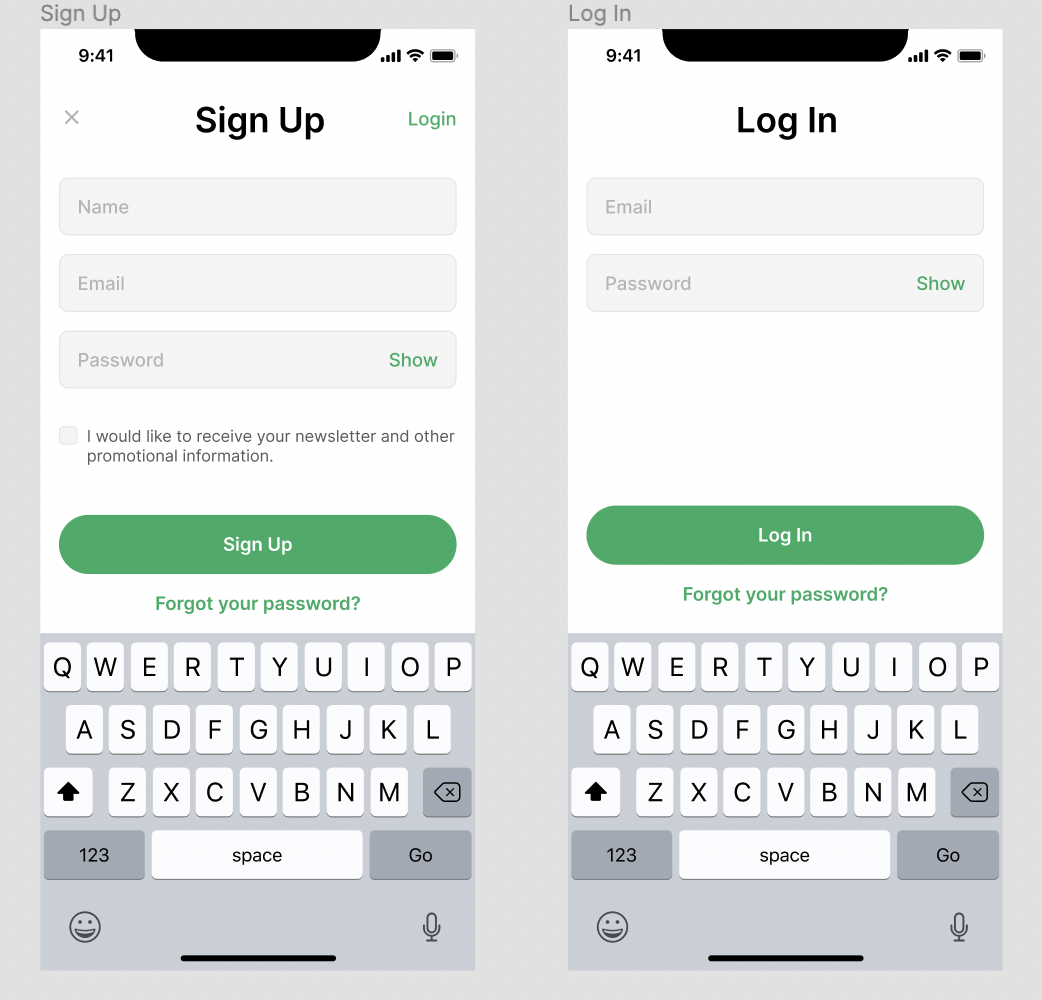 Sign Up
9:41
Sign Up
Login
Name
Email
Password
Show
I would like to receive your newsletter and other
promotional information.
Sign Up
Forgot your password?
Q W E R T Y U I O P
A S D F G H J K L
Z X C V B N M
123
space
Go
Log In
9:41
Log In
Email
Password
Show
Log In
Forgot your password?
Q W E R T Y U I O P
A S D F G H J K L
Z X C V B N M
123
space
Go